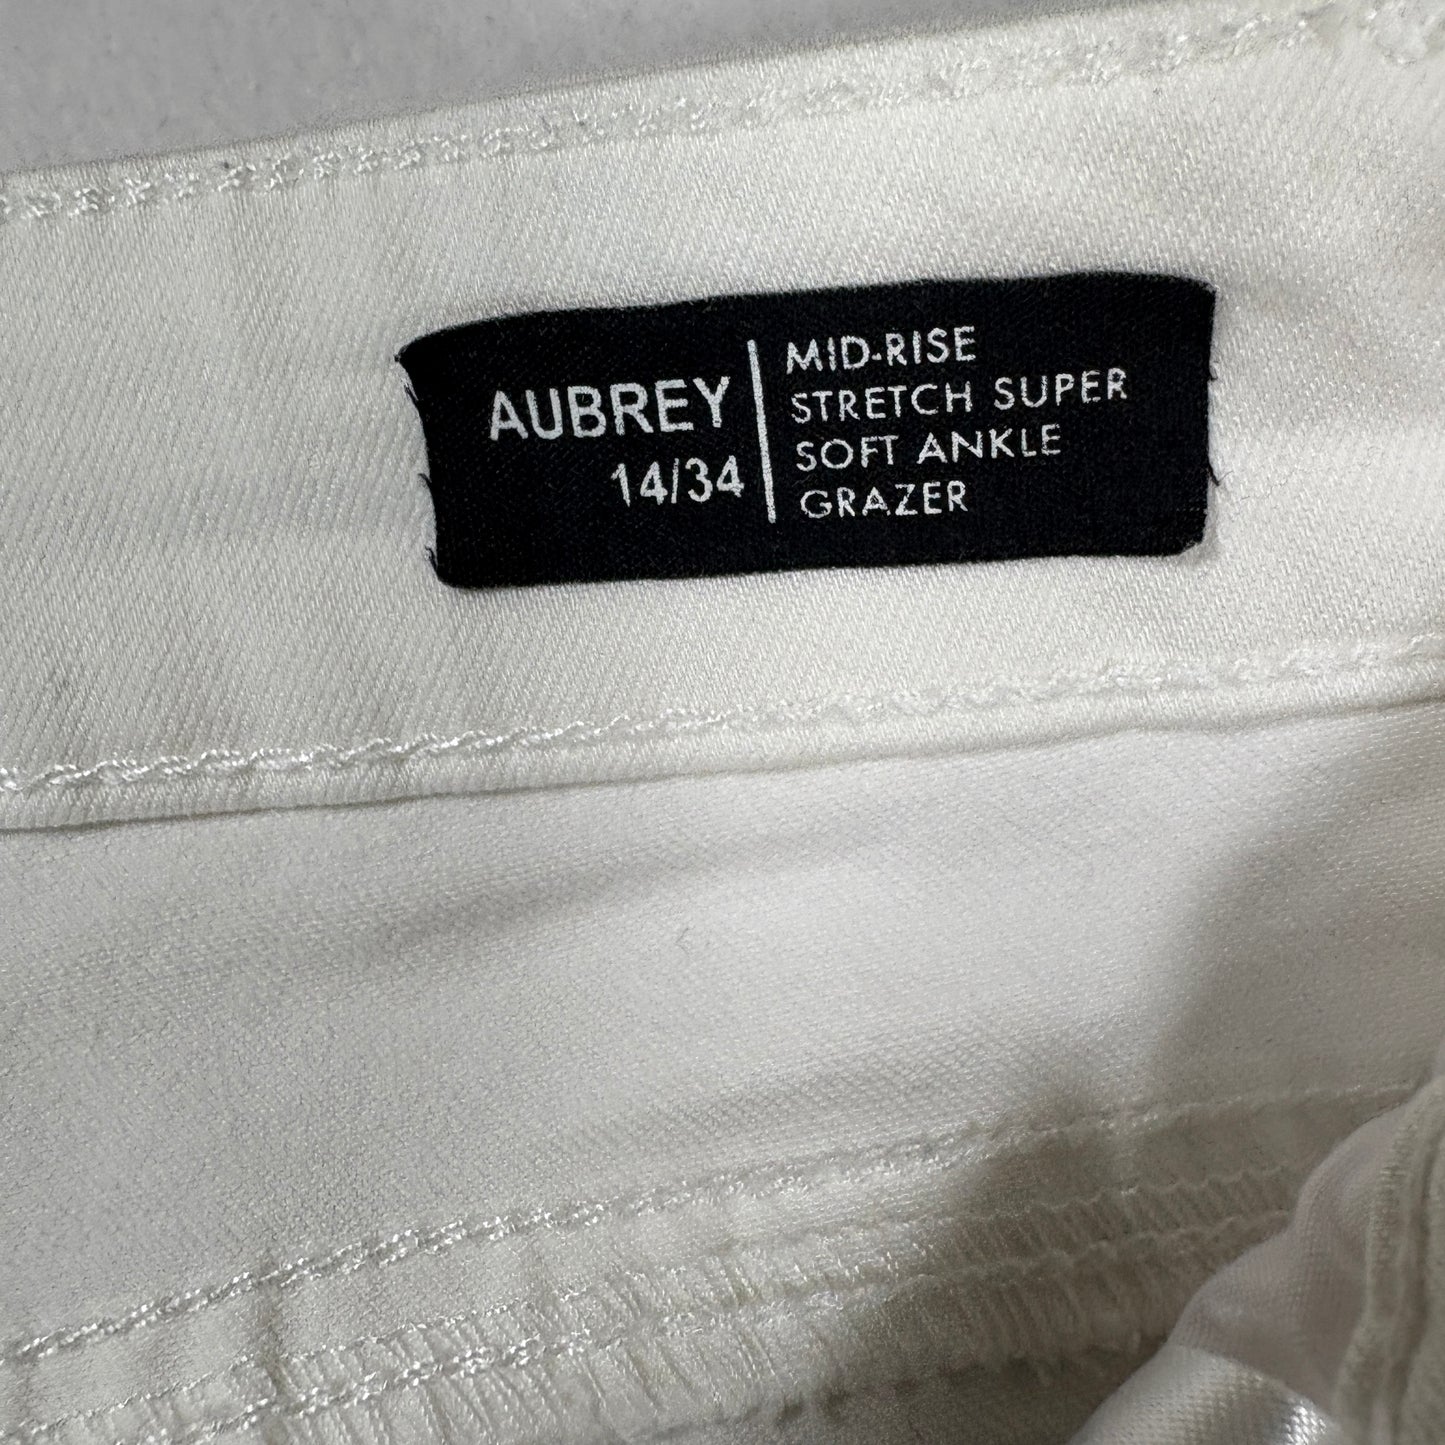 AUBREY
14/34
MID-RISE
STRETCH SUPER
SOFT ANKLE
GRAZER